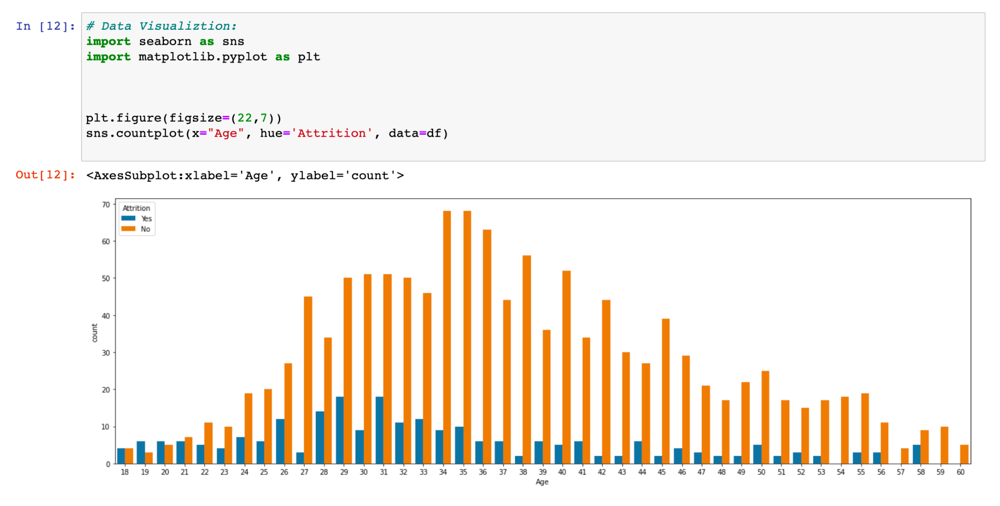 In [12]: # Data Visualiztion:
import seaborn as sns
import matplotlib.pyplot as plt
plt.figure(figsize=(22,7))
sns.countplot(x="Age", hue='Attrition', data=df)
Out[12]: <AxesSubplot:xlabel='Age', ylabel='count'>
Attrition
Yes
No
70
60
50
40
30
20
10
0
count
18 19 20 21 22 23 24 25 26 27 28 29 30 31 32 33 34 35 36 37 38 39 40 41 42 43 44 45 46 47 48 49 50 51 52 53 54 55 56 57 58 59 60
Age